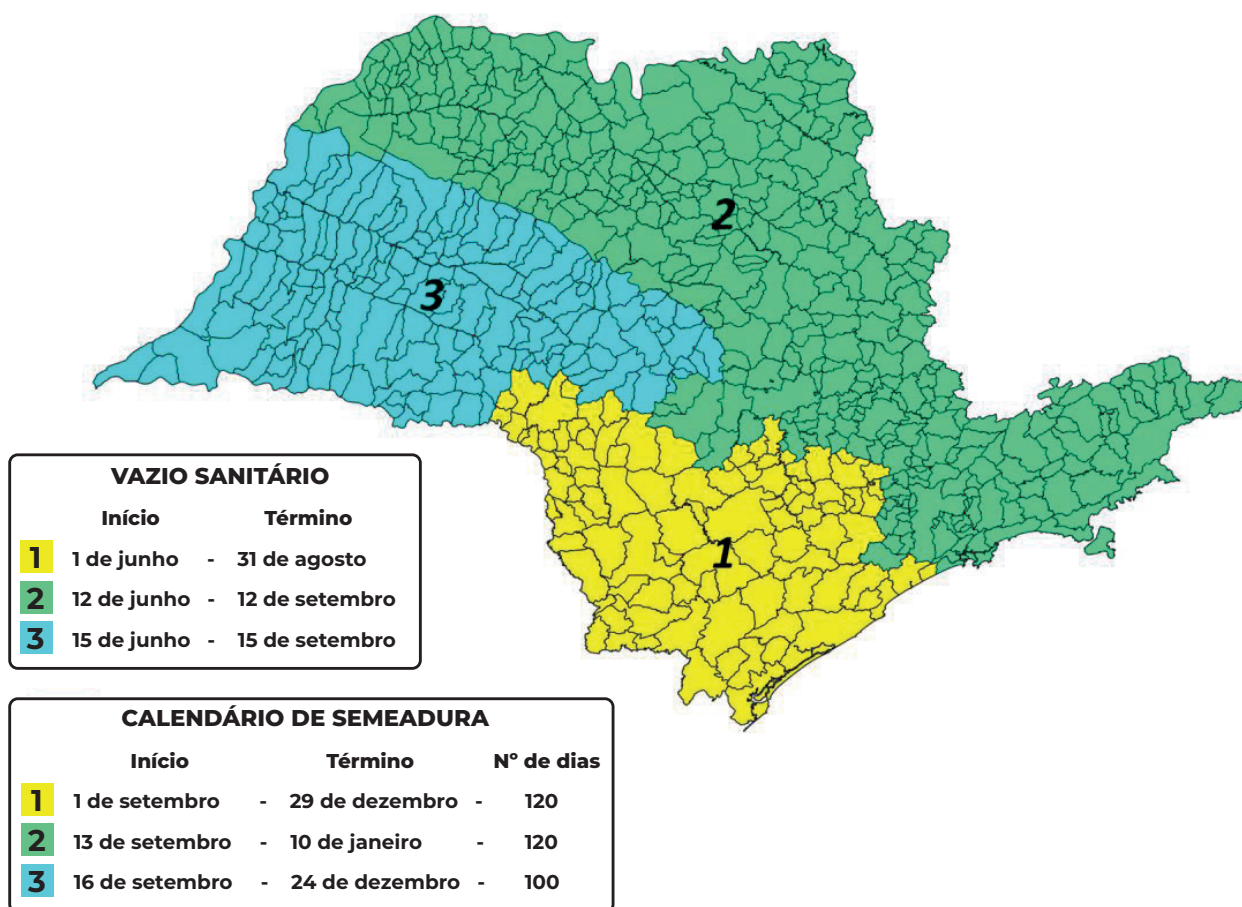 2
3
1
VAZIO SANITÁRIO
Início Término
1 1 de junho - 31 de agosto
2 12 de junho - 12 de setembro
3 15 de junho - 15 de setembro
CALENDÁRIO DE SEMEADURA
Início Término Nº de dias
1 1 de setembro - 29 de dezembro - 120
2 13 de setembro - 10 de janeiro - 120
3 16 de setembro - 24 de dezembro - 100